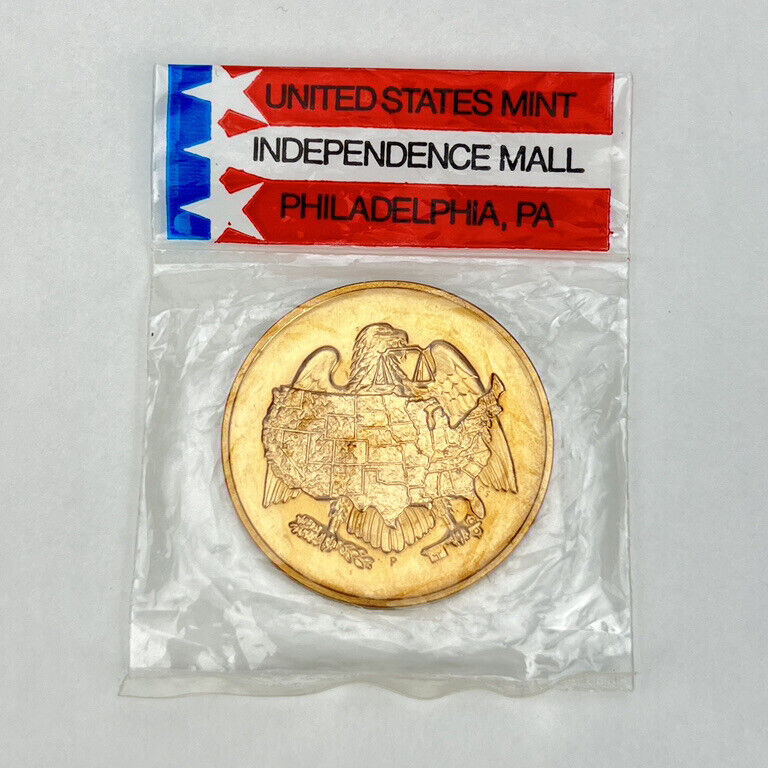 UNITED STATES MINT
INDEPENDENCE MALL
PHILADELPHIA, PA
P